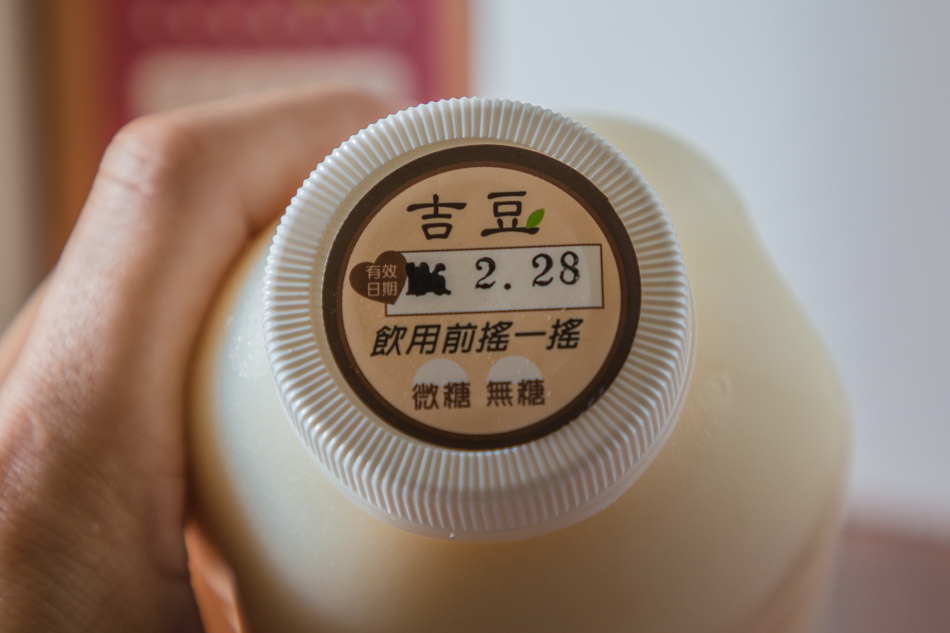 吉豆
有效
日期
2.28
飲用前搖一搖
微糖 無糖